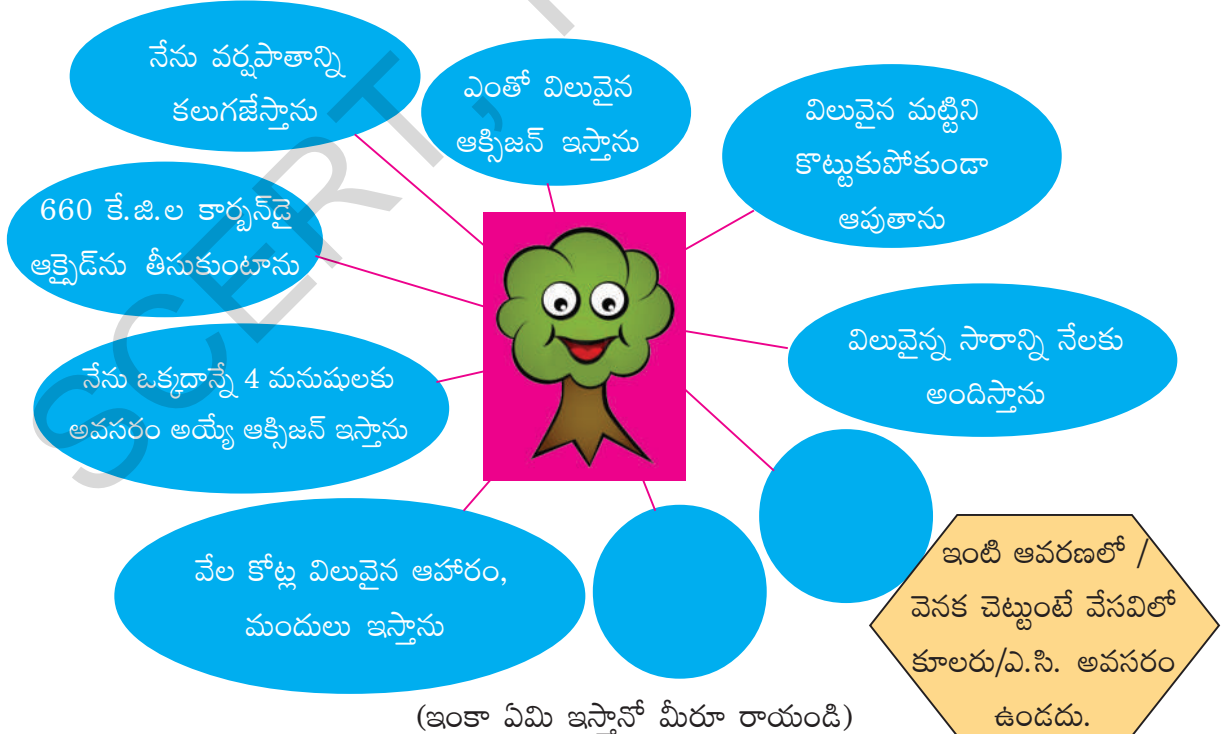 నేను వర్షపాతాన్ని
కలుగజేస్తాను
ఎంతో విలువైన
ఆక్సిజన్ ఇస్తాను
విలువైన మట్టిని
కొట్టుకుపోకుండా
ఆపుతాను
660 కే.జి.ల కార్బన్‌డై
ఆక్సైడ్‌ను తీసుకుంటాను
విలువైన్న సారాన్ని నేలకు
అందిస్తాను
నేను ఒక్కదాన్నే 4 మనుషులకు
అవసరం అయ్యే ఆక్సిజన్ ఇస్తాను
వేల కోట్ల విలువైన ఆహారం,
మందులు ఇస్తాను
ఇంటి ఆవరణలో /
వెనక చెట్టుంటే వేసవిలో
కూలరు/ఎ.సి. అవసరం
ఉండదు.
(ఇంకా ఏమి ఇస్తానో మీరూ రాయండి)
SCERT,